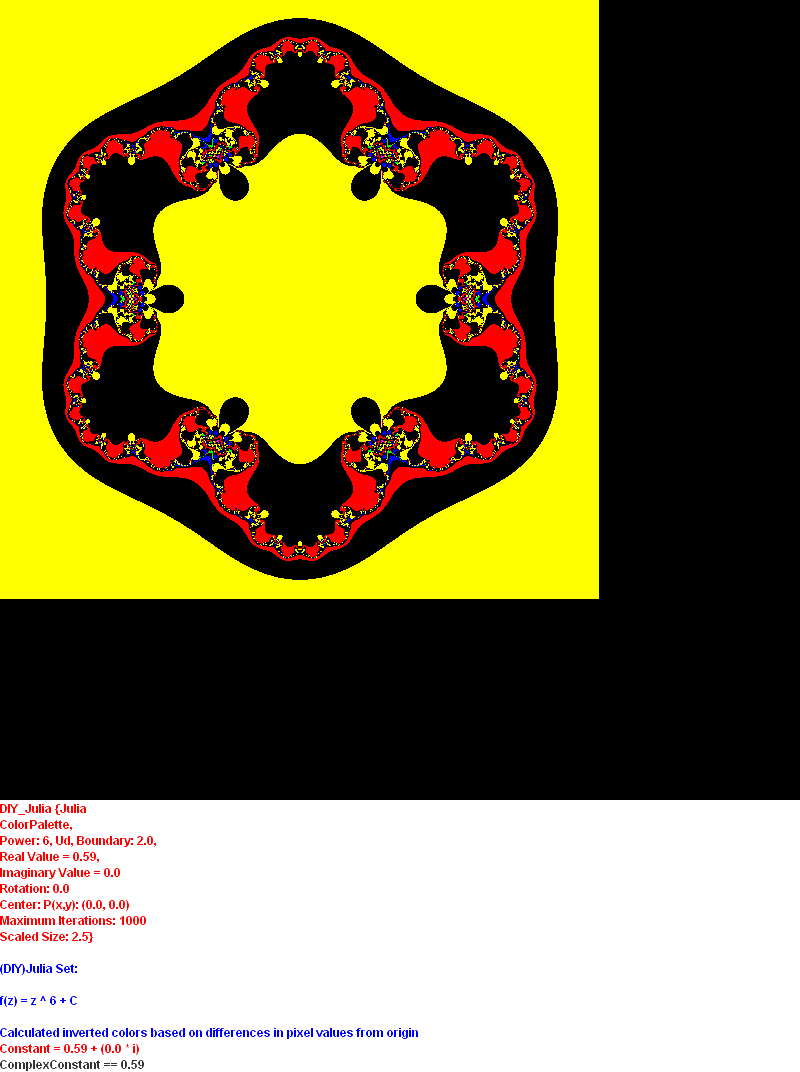 DIY_Julia {Julia
ColorPalette,
Power: 6, Ud, Boundary: 2.0,
Real Value = 0.59,
Imaginary Value = 0.0
Rotation: 0.0
Center: P(x,y): (0.0, 0.0)
Maximum Iterations: 1000
Scaled Size: 2.5}
(DIY)Julia Set:
f(z) = z ^ 6 + C
Calculated inverted colors based on differences in pixel values from origin
Constant = 0.59 + (0.0 * i)
ComplexConstant == 0.59